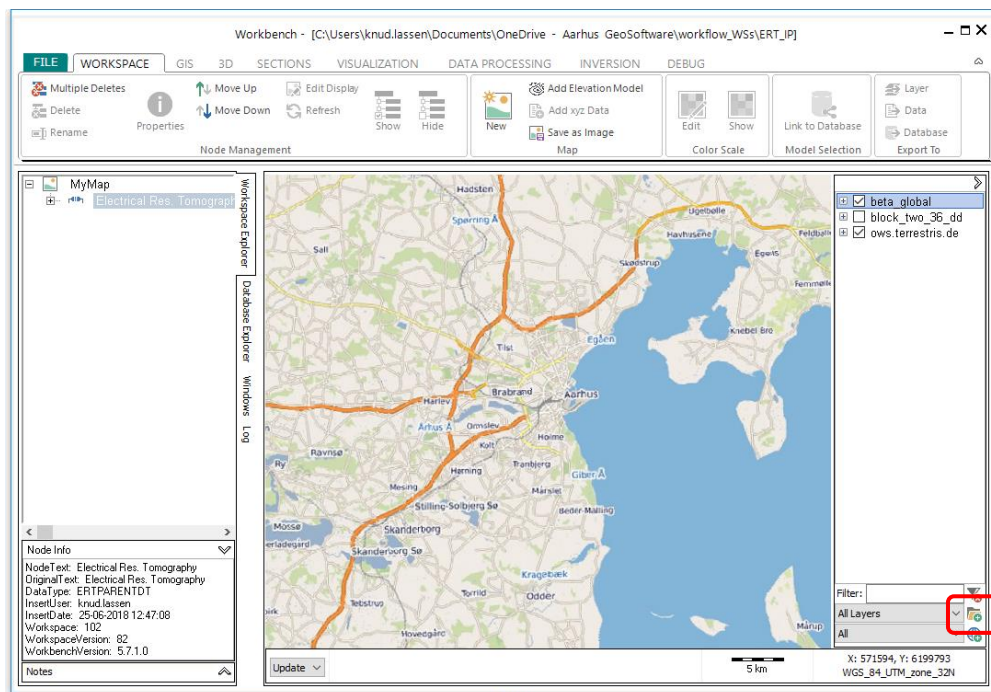 Workbench - [C:\Users\knud.lassen\Documents\OneDrive - Aarhus GeoSoftware\workflow_WSs\ERT_IP]
FILE WORKSPACE GIS 3D SECTIONS VISUALIZATION DATA PROCESSING INVERSION DEBUG
Multiple Deletes
Delete
Rename
Properties
Move Up
Move Down
Edit Display
Refresh
Show
Hide
Node Management
New
Add Elevation Model
Add xyz Data
Save as Image
Map
Edit
Show
Color Scale
Link to Database
Model Selection
Layer
Data
Database
Export To
MyMap
Electrical Res. Tomograph
Workspace Explorer
Database Explorer
Windows
Log
Node Info
NodeText: Electrical Res. Tomography
OriginalText: Electrical Res. Tomography
DataType: ERTPARENTDT
InsertUser: knud.lassen
InsertDate: 25-06-2018 12:47:08
Workspace: 102
WorkspaceVersion: 82
WorkbenchVersion: 5.7.1.0
Notes
Hadsten
Spørring Å
Ugelbølle
Sall
Havhusene
Feldball
Skødstrup
Egens
Femmølle
Knebel Bro
Egåen
Tilst
Brabrand
Aarhus
Harlev
Århus Å
Ormslev
Holme
Kolt
Ravnsø
Ry
Tranbjerg
Giber Å
Hørning
Mesing
Mårslet
Stilling-Solbjerg Sø
Beder-Malling
Mossø
Skanderborg
erladegård
Skanderborg Sø
Kragebæk
Torrild
Odder
Tebstrup
Hovedgård
Mårup
beta_global
block_two_36_dd
ows.terrestris.de
Filter:
All Layers
All
Update
5 km
X: 571594, Y: 6199793
WGS_84_UTM_zone_32N